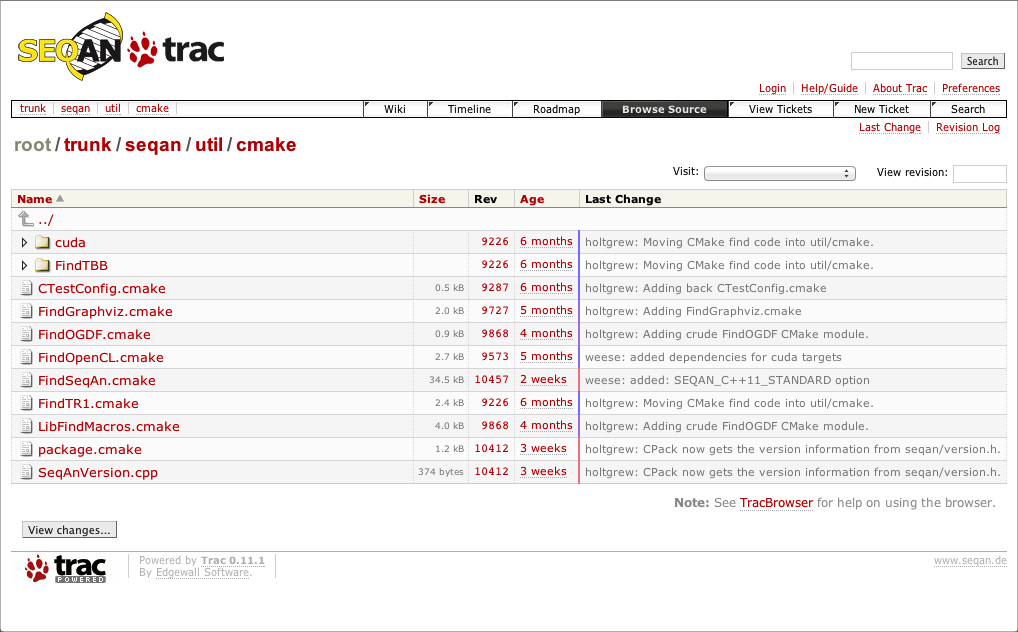 SEQAN trac
Search
Login Help/Guide About Trac Preferences
trunk seqan util cmake Wiki Timeline Roadmap Browse Source View Tickets New Ticket Search
Last Change Revision Log
root / trunk / seqan / util / cmake
Visit: View revision:
Name Size Rev Age Last Change
../
cuda 9226 6 months holtgrew: Moving CMake find code into util/cmake.
FindTBB 9226 6 months holtgrew: Moving CMake find code into util/cmake.
CTestConfig.cmake 0.5 kB 9287 6 months holtgrew: Adding back CTestConfig.cmake
FindGraphviz.cmake 2.0 kB 9727 5 months holtgrew: Adding FindGraphviz.cmake
FindOGDF.cmake 0.9 kB 9868 4 months holtgrew: Adding crude FindOGDF CMake module.
FindOpenCL.cmake 2.7 kB 9573 5 months weese: added dependencies for cuda targets
FindSeqAn.cmake 34.5 kB 10457 2 weeks weese: added: SEQAN_C++11_STANDARD option
FindTR1.cmake 2.4 kB 9226 6 months holtgrew: Moving CMake find code into util/cmake.
LibFindMacros.cmake 4.0 kB 9868 4 months holtgrew: Adding crude FindOGDF CMake module.
package.cmake 1.2 kB 10412 3 weeks holtgrew: CPack now gets the version information from seqan/version.h.
SeqAnVersion.cpp 374 bytes 10412 3 weeks holtgrew: CPack now gets the version information from seqan/version.h.
Note: See TracBrowser for help on using the browser.
View changes...
trac POWERED
Powered by Trac 0.11.1
By Edgewall Software.
www.seqan.de